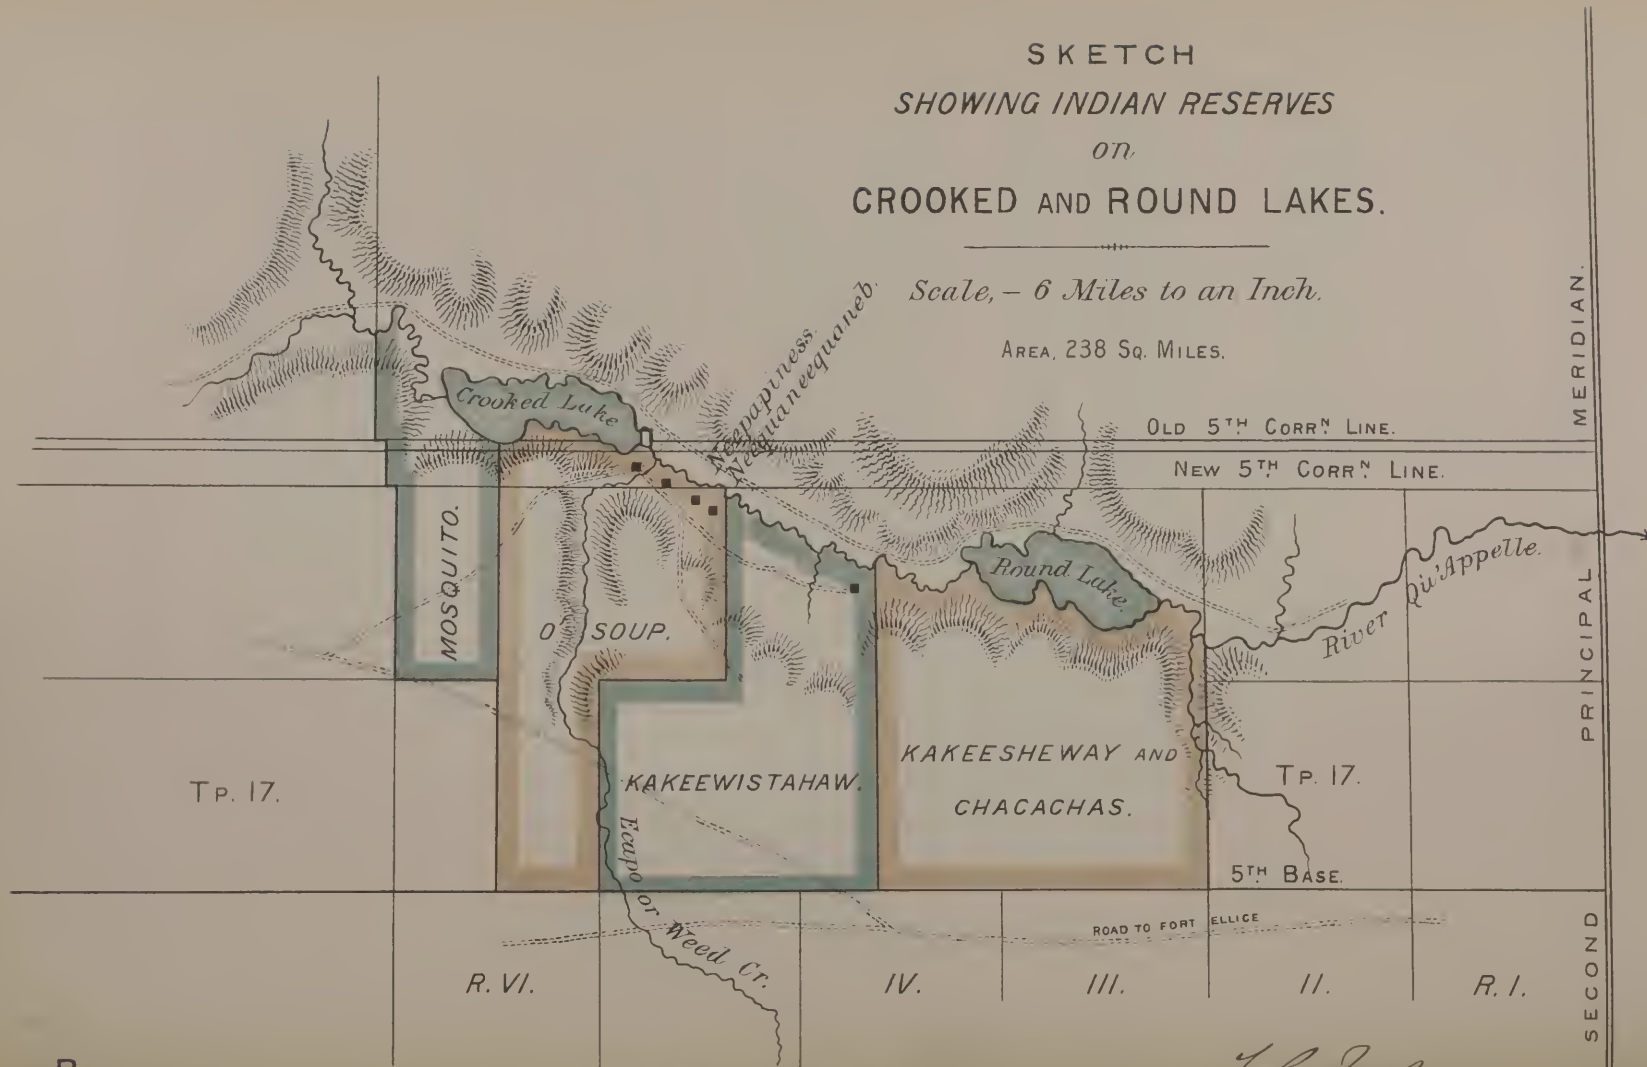 SKETCH
SHOWING INDIAN RESERVES
on
CROOKED AND ROUND LAKES.
Scale, – 6 Miles to an Inch.
AREA, 238 SQ. MILES.
Neepapiness.
Neequaneequaneb.
Crooked Lake
OLD 5TH CORRN LINE.
NEW 5TH CORRN LINE.
MOSQUITO.
O' SOUP.
Round Lake.
River Qu'Appelle.
KAKEEWISTAHAW.
KAKEESHEWAY AND
CHACACHAS.
TP. 17.
TP. 17.
Ecapo or Weed Cr.
5TH BASE.
ROAD TO FORT ELLICE
R. VI.
IV.
III.
II.
R. I.
SECOND PRINCIPAL MERIDIAN.